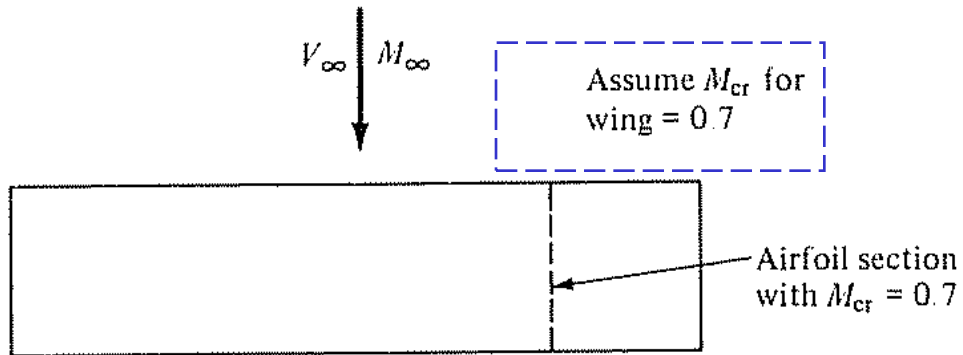 V∞ M∞
Assume Mcr for
wing = 0.7
Airfoil section
with Mcr = 0.7